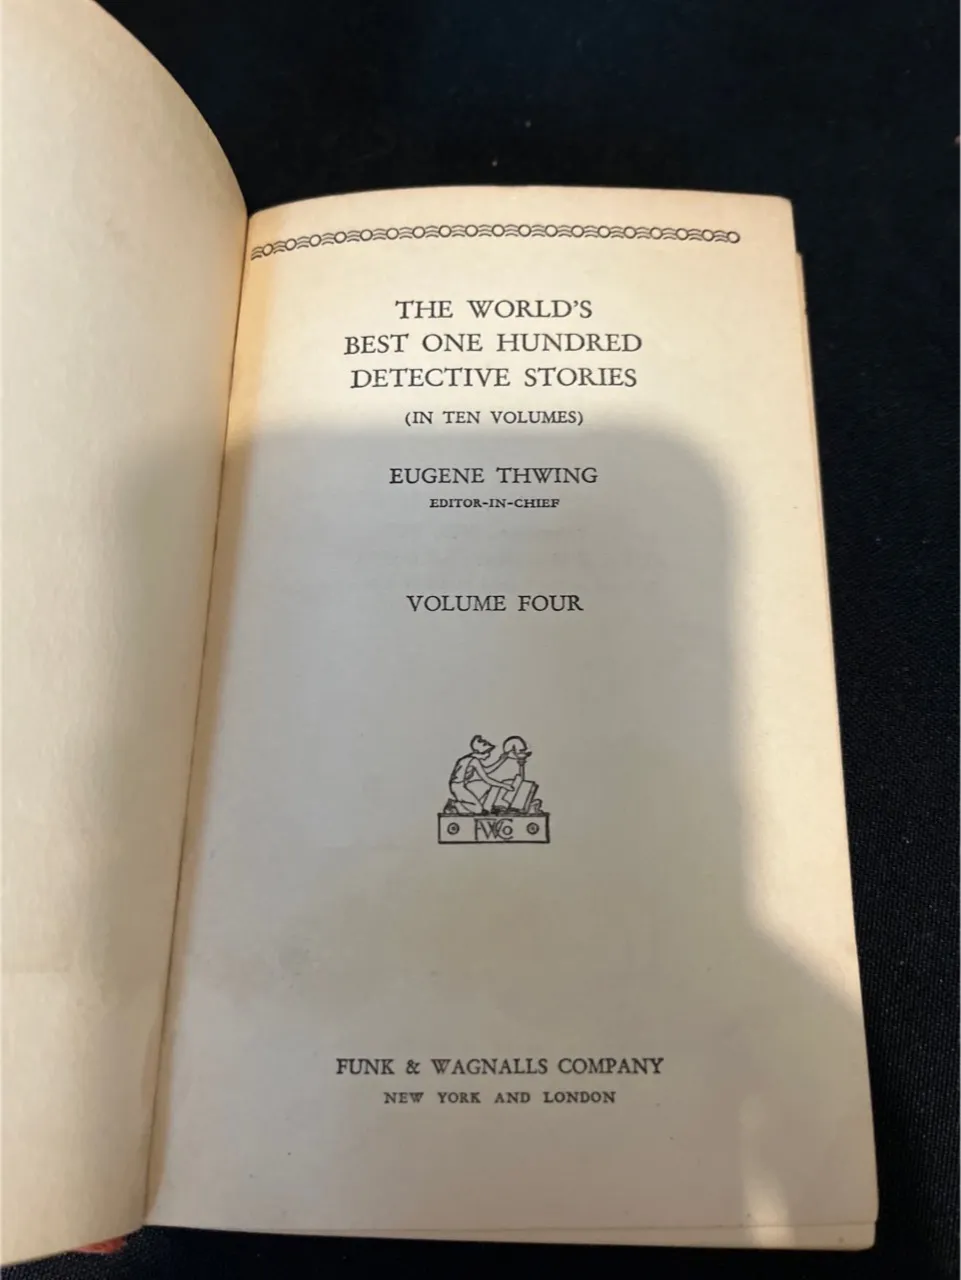 THE WORLD'S
BEST ONE HUNDRED
DETECTIVE STORIES
(IN TEN VOLUMES)
EUGENE THWING
EDITOR-IN-CHIEF
VOLUME FOUR
FWCo
FUNK & WAGNALLS COMPANY
NEW YORK AND LONDON